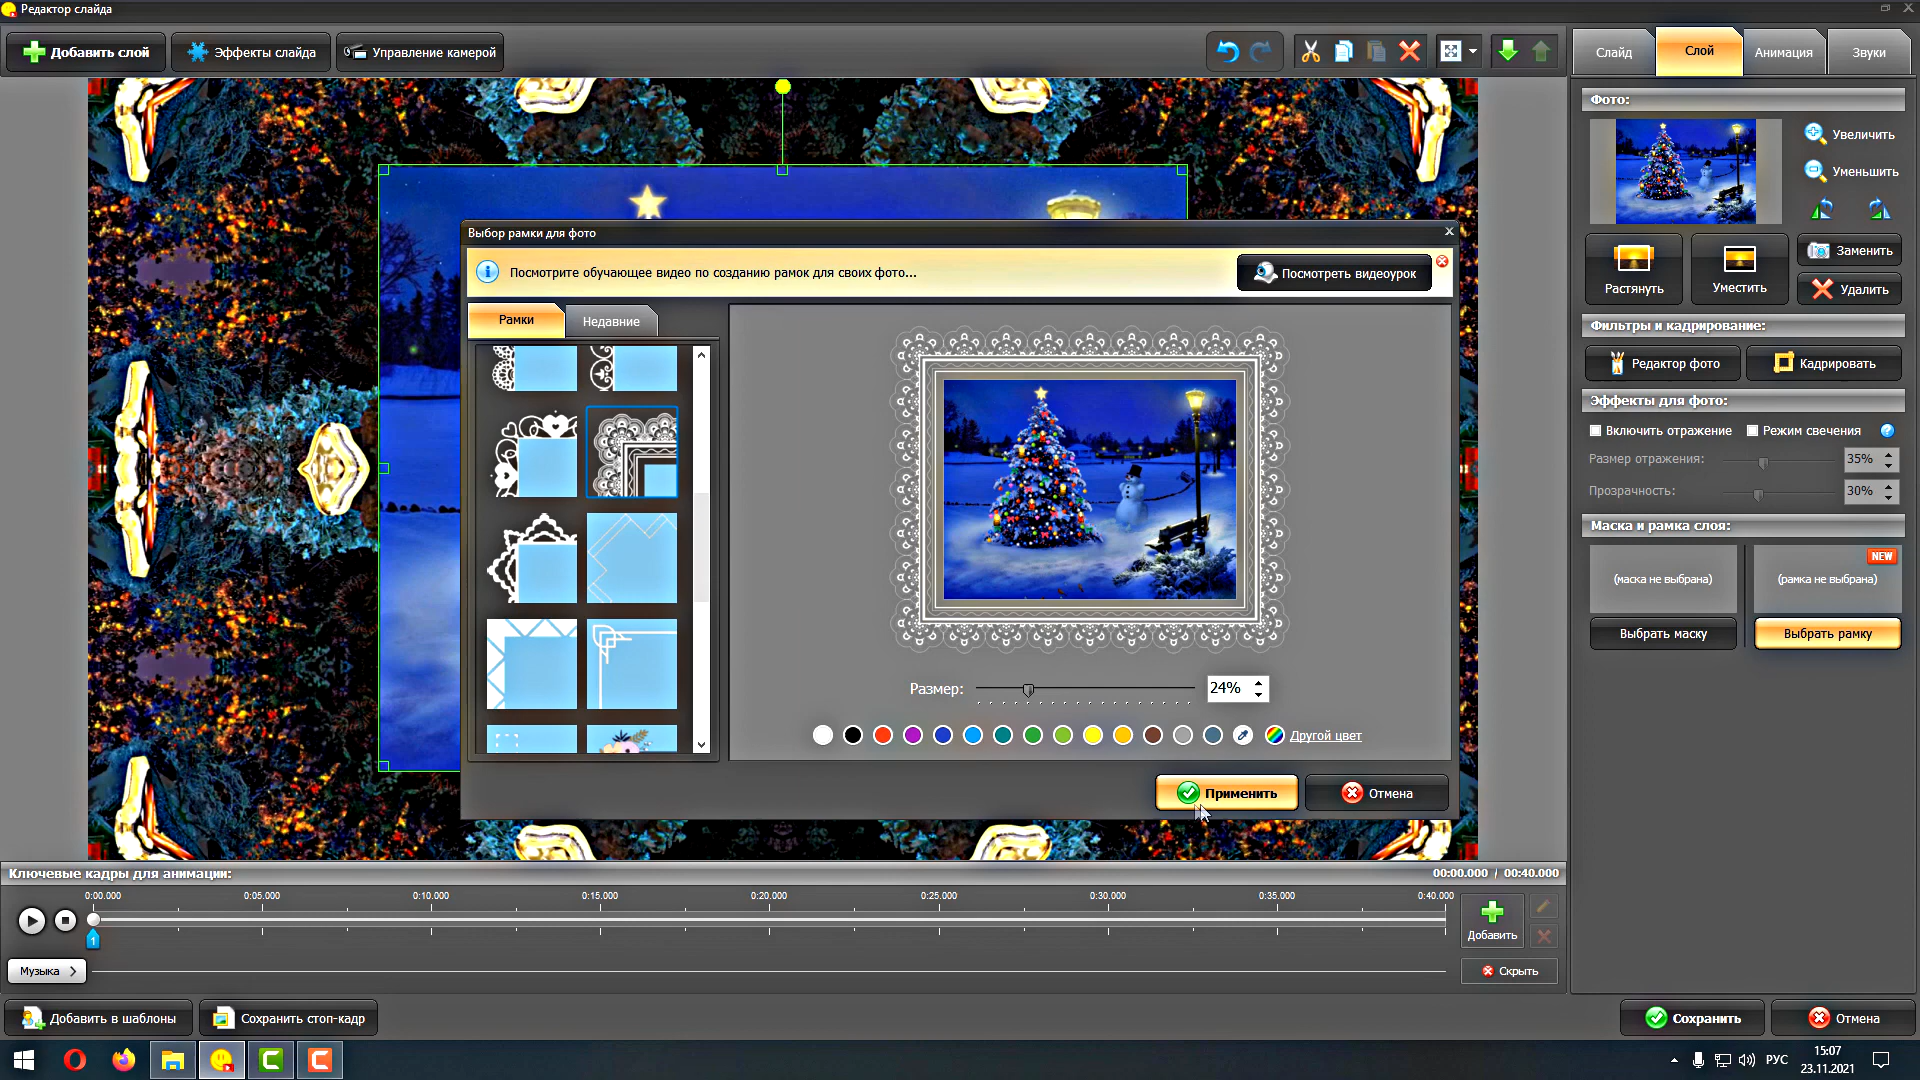 Редактор слайда
Добавить слой
Эффекты слайда
Управление камерой
Слайд
Слой
Анимация
Звуки
Фото:
Увеличить
Уменьшить
Растянуть
Уместить
Заменить
Удалить
Фильтры и кадрирование:
Редактор фото
Кадрировать
Эффекты для фото:
Включить отражение
Режим свечения
?
Размер отражения:
35%
Прозрачность:
30%
Маска и рамка слоя:
(маска не выбрана)
NEW
(рамка не выбрана)
Выбрать маску
Выбрать рамку
Выбор рамки для фото
Посмотрите обучающее видео по созданию рамок для своих фото...
Посмотреть видеоурок
Рамки
Недавние
Размер:
24%
Другой цвет
Применить
Отмена
Ключевые кадры для анимации:
00:00.000 / 00:40.000
0:00.000
0:05.000
0:10.000
0:15.000
0:20.000
0:25.000
0:30.000
0:35.000
0:40.000
1
Добавить
Музыка
Скрыть
Добавить в шаблоны
Сохранить стоп-кадр
Сохранить
Отмена
РУС
15:07
23.11.2021